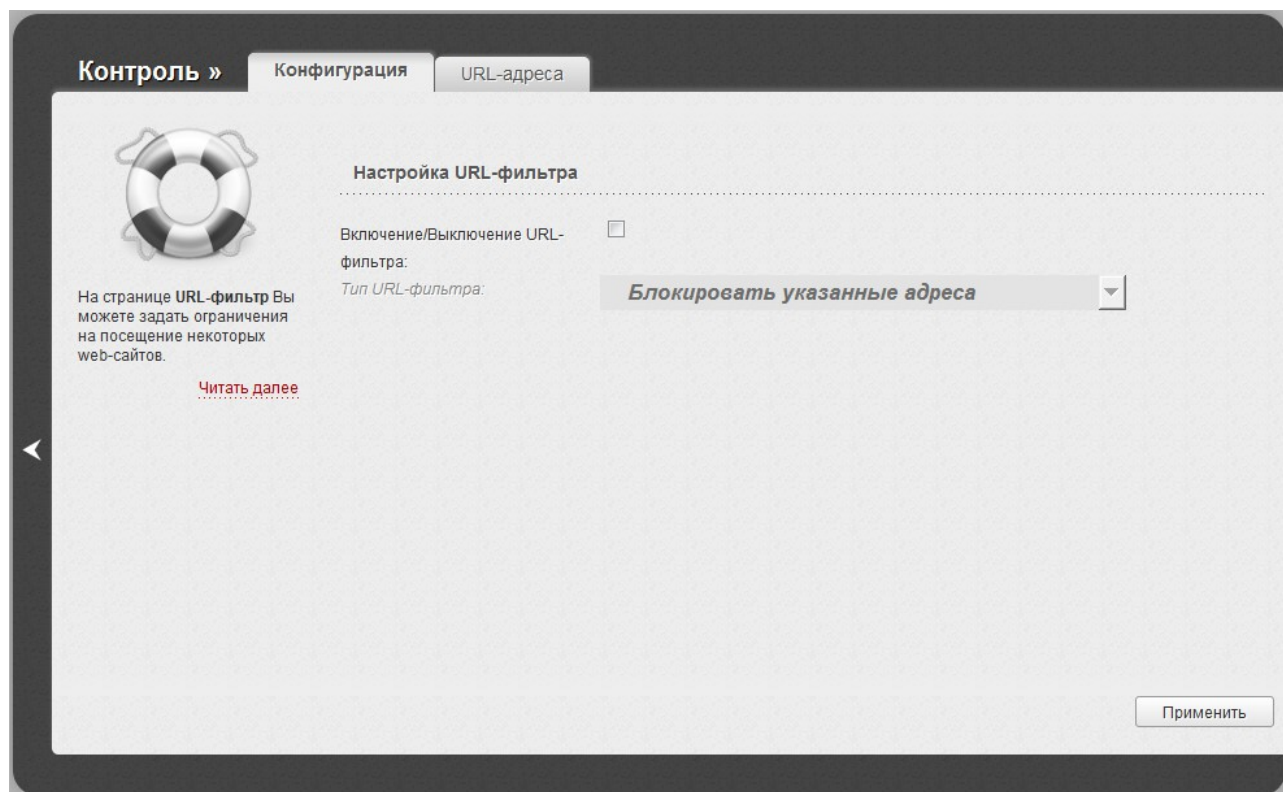 Контроль »
Конфигурация
URL-адреса
На странице URL-фильтр Вы
можете задать ограничения
на посещение некоторых
web-сайтов.
Читать далее
Настройка URL-фильтра
Включение/Выключение URL-
фильтра:
Тип URL-фильтра:
Блокировать указанные адреса
Применить